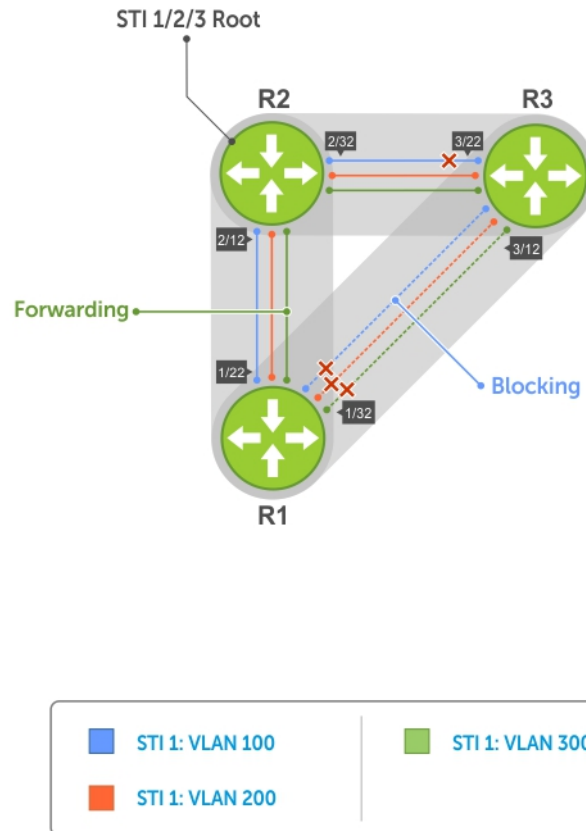 STI 1/2/3 Root
R2
R3
2/32
3/22
2/12
3/12
Forwarding
1/22
Blocking
1/32
R1
STI 1: VLAN 100
STI 1: VLAN 300
STI 1: VLAN 200